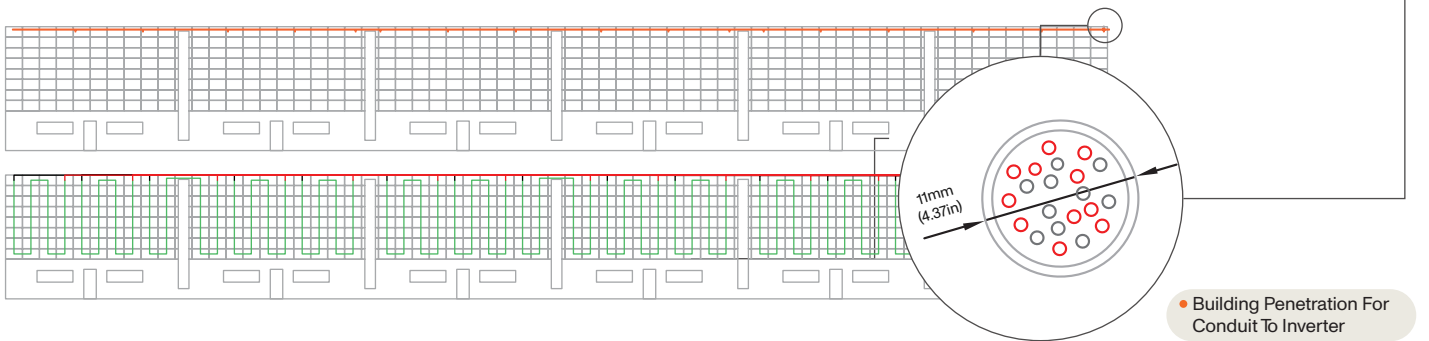 11mm
(4.37in)
Building Penetration For
Conduit To Inverter